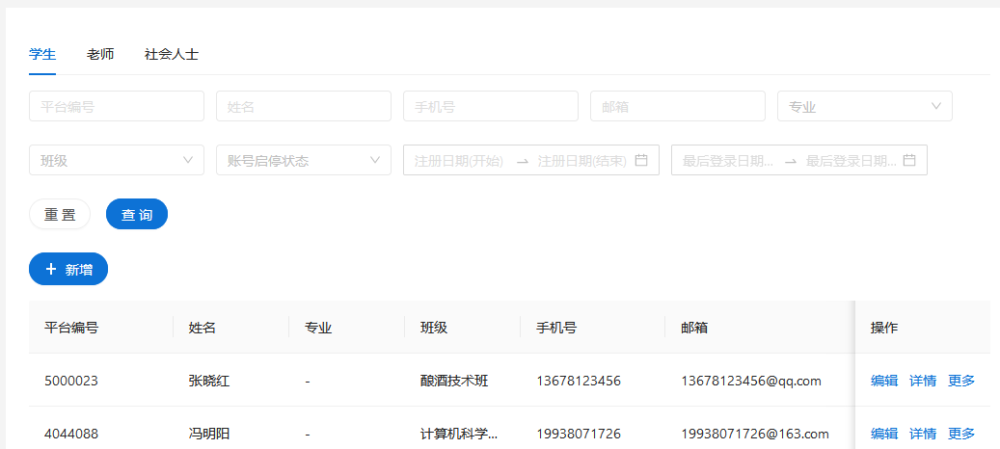 学生 老师 社会人士
平台编号 姓名 手机号 邮箱 专业
班级 账号启停状态 注册日期(开始) 注册日期(结束) 最后登录日期... 最后登录日期...
重 置 查 询
+ 新增
平台编号 姓名 专业 班级 手机号 邮箱 操作
5000023 张晓红 - 酿酒技术班 13678123456 13678123456@qq.com 编辑 详情 更多
4044088 冯明阳 - 计算机科学... 19938071726 19938071726@163.com 编辑 详情 更多